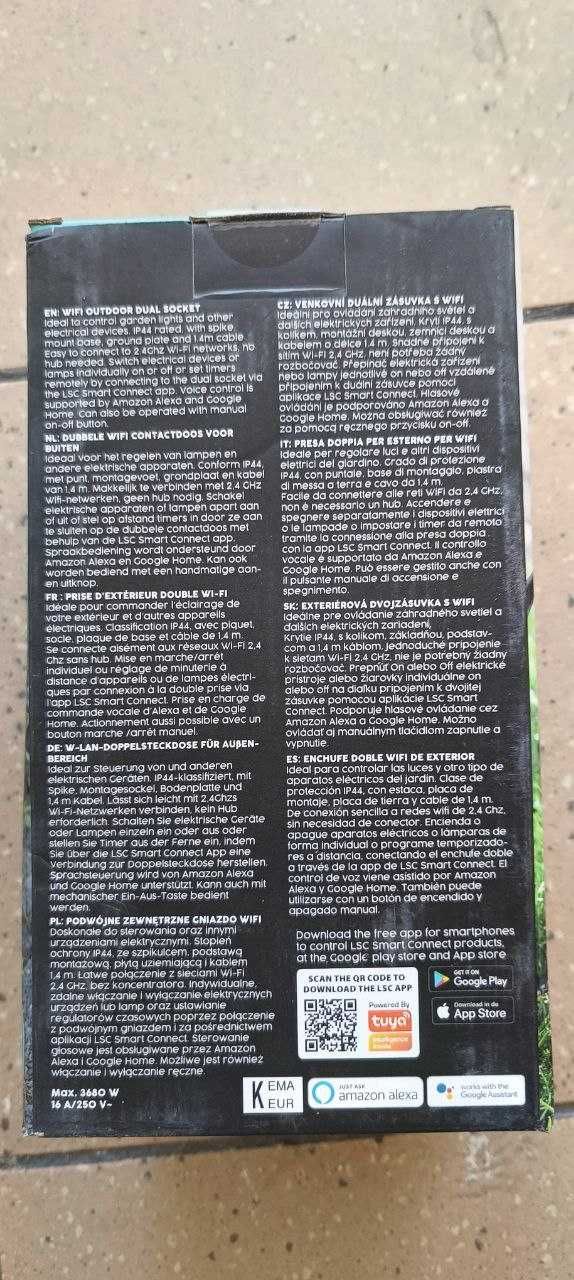 EN: WIFI OUTDOOR DUAL SOCKET
Ideal to control garden lights and other
electrical devices. IP44 rated, with spike,
mount base, ground plate and 1.4m cable
Easy to connect to 2.4Ghz Wi-Fi networks, no
hub needed. Switch electrical devices or
lamps individually on or off or set timers
remotely by connecting to the dual socket via
the LSC Smart Connect app. Voice control is
supported by Amazon Alexa and Google
Home. Can also be operated with manual
on-off button.
NL: DUBBELE WIFI CONTACTDOOS VOOR
BUITEN
Ideaal voor het regelen van lampen en
andere elektrische apparaten. Conform IP44,
met punt, montagevoet, grondplaat en kabel
van 1,4 m. Makkelijk te verbinden met 2,4 GHz
Wifi-netwerken, geen hub nodig. Schakel
elektrische apparaten of lampen apart aan
of uit of stel op afstand timers in door ze aan
te sluiten op de dubbele contactdoos met
behulp van de LSC Smart Connect app.
Spraakbediening wordt ondersteund door
Amazon Alexa en Google Home. Kan ook
worden bediend met een handmatige aan-
en uitknop.
FR : PRISE D'EXTÉRIEUR DOUBLE WI-FI
Idéale pour commander l'éclairage de
votre extérieur et d'autres appareils
électriques. Classification IP44, avec piquet,
socle, plaque de base et câble de 1,4 m.
Se connecte aisément aux réseaux Wi-Fi 2,4
Ghz sans hub. Mise en marche/arrêt
individuel ou réglage de minuterie à
distance d'appareils ou de lampes électri-
ques par connexion à la double prise via
l'app LSC Smart Connect. Prise en charge de
commande vocale d'Alexa et de Google
Home. Actionnement aussi possible avec un
bouton marche /arrêt manuel.
DE: W-LAN-DOPPELSTECKDOSE FÜR AUßEN-
BEREICH
Ideal zur Steuerung von und anderen
elektrischen Geräten. IP44-klassifiziert, mit
Spike, Montagesockel, Bodenplatte und
1,4 m Kabel. Lässt sich leicht mit 2,4Ghz
Wi-Fi-Netzwerken verbinden, kein Hub
erforderlich. Schalten Sie elektrische Geräte
oder Lampen einzeln ein oder aus oder
stellen Sie Timer aus der Ferne ein, indem
Sie über die LSC Smart Connect App eine
Verbindung zur Doppelsteckdose herstellen.
Sprachsteuerung wird von Amazon Alexa
und Google Home unterstützt. Kann auch mit
mechanischer Ein-Aus-Taste bedient
werden.
PL: PODWÓJNE ZEWNĘTRZNE GNIAZDO WIFI
Doskonałe do sterowania oraz innymi
urządzeniami elektrycznymi. Stopień
ochrony IP44, ze szpikulcem, podstawą
montażową, płytą uziemiającą i kablem
1,4 m. Łatwe połączenie z sieciami Wi-Fi
2,4 GHz, bez koncentratora. Indywidualne,
zdalne włączanie i wyłączanie elektrycznych
urządzeń lub lamp oraz ustawianie
regulatorów czasowych poprzez połączenie
z podwójnym gniazdem i za pośrednictwem
aplikacji LSC Smart Connect. Sterowanie
głosowe jest obsługiwane przez Amazon
Alexa i Google Home. Możliwe jest również
włączanie i wyłączanie ręczne.
Max. 3680 W
16 A/250 V~
CZ: VENKOVNÍ DUÁLNÍ ZÁSUVKA S WIFI
Ideální pro ovládání zahradního světel a
dalších elektrických zařízení. Krytí IP44, s
kolíkem, montážní deskou, zemnicí deskou a
kabelem o délce 1,4 m. Snadné připojení k
sítím Wi-Fi 2,4 GHz, není potřeba žádný
rozbočovač. Přepínač elektrická zařízení
nebo lampy jednotlivě on nebo off vzdáleně
připojením k duální zásuvce pomocí
aplikace LSC Smart Connect. Hlasové
ovládání je podporováno Amazon Alexa a
Google Home. Można obsługiwać również
za pomocą ręcznego przycisku on-off.
IT: PRESA DOPPIA PER ESTERNO PER WIFI
Ideale per regolare luci e altri dispositivi
elettrici del giardino. Grado di protezione
IP44, con puntale, base di montaggio, piastra
di messa a terra e cavo da 1,4 m.
Facile da connettere alle reti WiFi da 2,4 GHz,
non è necessario un hub. Accendere e
spegnere separatamente i dispositivi elettrici
o le lampade o impostare i timer da remoto
tramite la connessione alla presa doppia
con la app LSC Smart Connect. Il controllo
vocale è supportato da Amazon Alexa e
Google Home. Può essere gestito anche con
il pulsante manuale di accensione e
spegnimento.
SK: EXTERIÉROVÁ DVOJZÁSUVKA S WIFI
Ideálne pre ovládanie záhradného svetiel a
ďalších elektrických zariadení,
Krytie IP44, s kolíkom, základňou, podstav-
com a 1,4 m káblom. Jednoduché pripojenie
k sietam Wi-Fi 2,4 GHz, nie je potrebný žiadny
rozbočovač. Prepnúť On alebo Off elektrické
prístroje alebo žiarovky individuálne on
alebo off na diaľku pripojením k dvojitej
zásuvke pomocou aplikácie LSC Smart
Connect. Podporuje hlasové ovládanie cez
Amazon Alexa a Google Home. Možno
ovládať aj manuálnym tlačidlom zapnutie a
vypnutie.
ES: ENCHUFE DOBLE WIFI DE EXTERIOR
Ideal para controlar las luces y otro tipo de
aparatos eléctricos del jardín. Clase de
protección IP44, con estaca, placa de
montaje, placa de tierra y cable de 1,4 m.
De conexión sencilla a redes wifi de 2,4 GHz,
sin necesidad de conector. Encienda o
apague aparatos eléctricos o lámparas de
forma individual o programe temporizado-
res a distancia, conectando el enchufe doble
a través de la app de LSC Smart Connect. El
control de voz viene asistido por Amazon
Alexa y Google Home. También puede
utilizarse con un botón de encendido y
apagado manual.
Download the free app for smartphones
to control LSC Smart Connect products,
at the Google play store and App store
SCAN THE QR CODE TO
DOWNLOAD THE LSC APP
Powered By
tuya
Intelligence
Inside
GET IT ON
Google Play
Download in de
App Store
KEMA
KEUR
JUST ASK
amazon alexa
works with the
Google Assistant